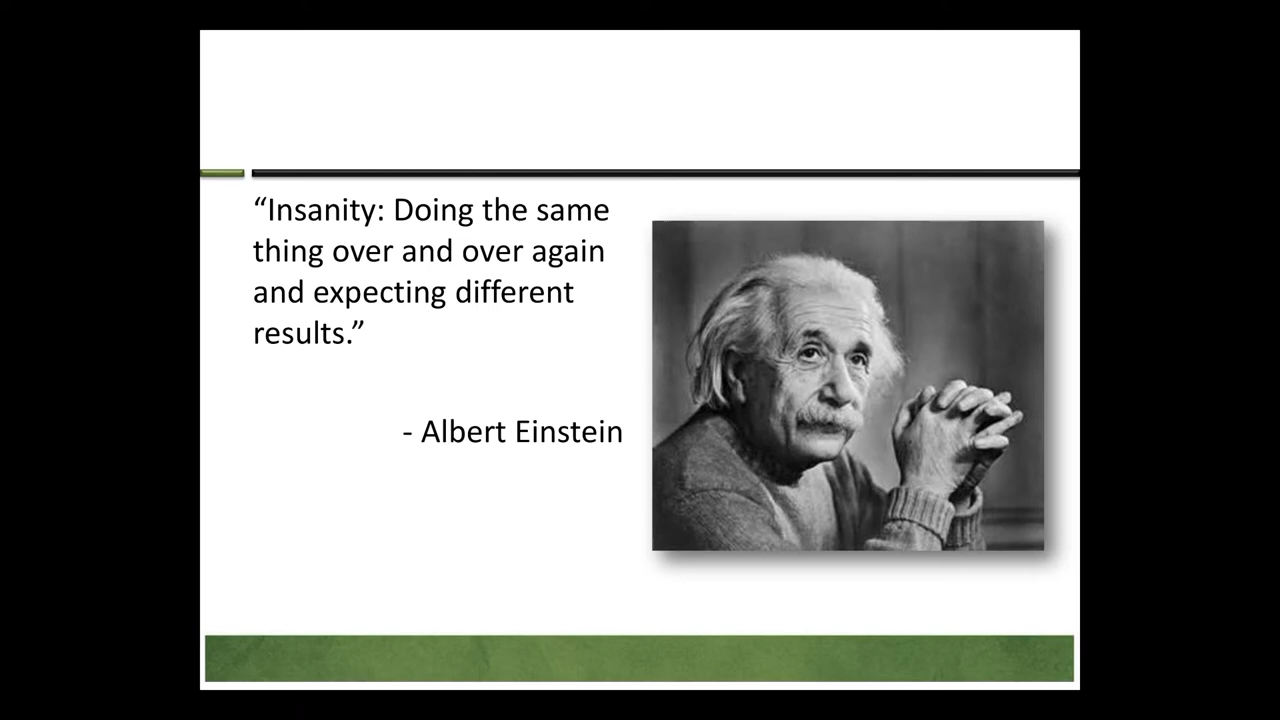 “Insanity: Doing the same
thing over and over again
and expecting different
results.”
- Albert Einstein